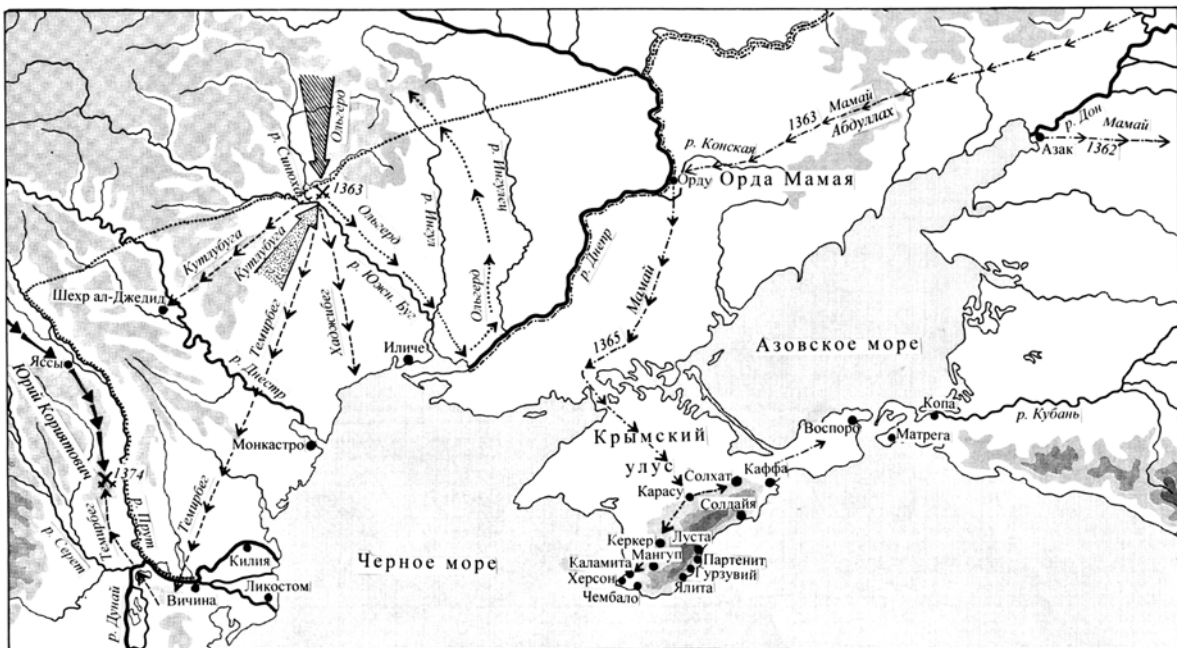 Ольгерд
р. Синюха
1363
Кутлубуга
Кутлубуга
Ольгерд
р. Ингул
р. Ингулец
Ольгерд
р. Южн. Буг
Темирбег
Хаджибег
Шехр ал-Джедид
р. Днестр
Иличе
Монкастро
Яссы
Юрий Кориятович
1374
Темирбег
Темирбег
р. Прут
р. Серет
р. Дунай
Килия
Ликостом
Вичина
р. Днепр
Мамай
1365
1363 Мамай
Абдуллах
р. Конская
Орду
Орда Мамая
р. Дон
Мамай
1362
Азак
Азовское море
Черное море
Крымский
улус
Карасу
Солхат
Каффа
Солдайя
Воспоро
Копа
Матрега
р. Кубань
Керкер
Луста
Мангуп
Партенит
Каламита
Гурзувий
Херсон
Ялита
Чембало